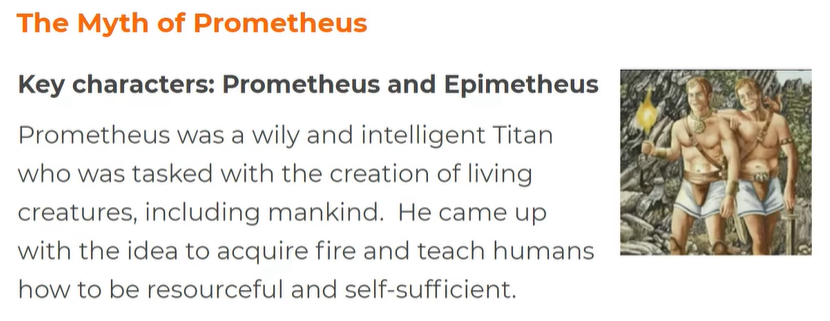 The Myth of Prometheus
Key characters: Prometheus and Epimetheus
Prometheus was a wily and intelligent Titan
who was tasked with the creation of living
creatures, including mankind.  He came up
with the idea to acquire fire and teach humans
how to be resourceful and self-sufficient.